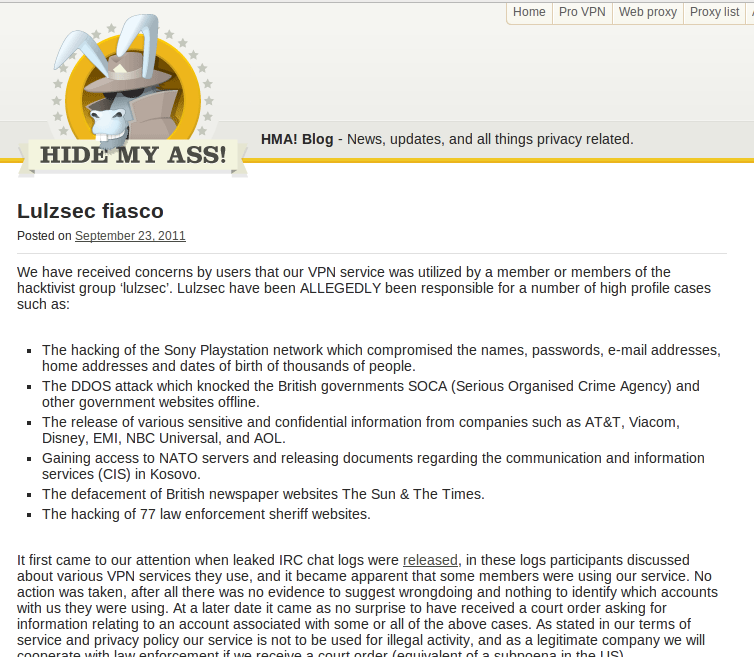 Home Pro VPN Web proxy Proxy list
HMA! Blog - News, updates, and all things privacy related.
HIDE MY ASS!
Lulzsec fiasco
Posted on September 23, 2011
We have received concerns by users that our VPN service was utilized by a member or members of the
hacktivist group ‘lulzsec’. Lulzsec have been ALLEGEDLY been responsible for a number of high profile cases
such as:
The hacking of the Sony Playstation network which compromised the names, passwords, e-mail addresses,
home addresses and dates of birth of thousands of people.
The DDOS attack which knocked the British governments SOCA (Serious Organised Crime Agency) and
other government websites offline.
The release of various sensitive and confidential information from companies such as AT&T, Viacom,
Disney, EMI, NBC Universal, and AOL.
Gaining access to NATO servers and releasing documents regarding the communication and information
services (CIS) in Kosovo.
The defacement of British newspaper websites The Sun & The Times.
The hacking of 77 law enforcement sheriff websites.
It first came to our attention when leaked IRC chat logs were released, in these logs participants discussed
about various VPN services they use, and it became apparent that some members were using our service. No
action was taken, after all there was no evidence to suggest wrongdoing and nothing to identify which accounts
with us they were using. At a later date it came as no surprise to have received a court order asking for
information relating to an account associated with some or all of the above cases. As stated in our terms of
service and privacy policy our service is not to be used for illegal activity, and as a legitimate company we will
cooperate with law enforcement if we receive a court order (equivalent of a subpoena in the US).